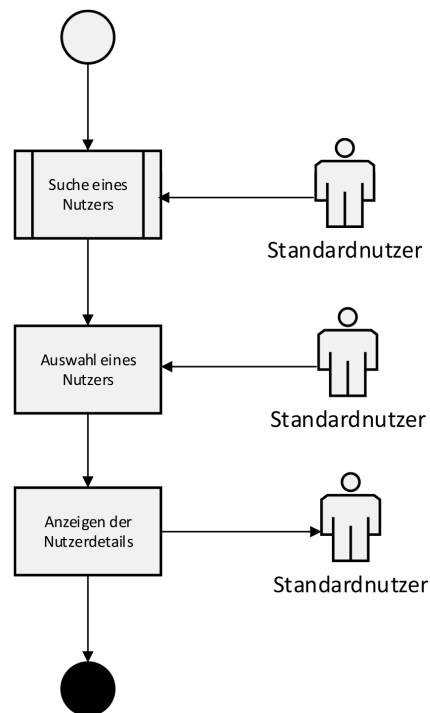 Suche eines
Nutzers
Standardnutzer
Auswahl eines
Nutzers
Standardnutzer
Anzeigen der
Nutzerdetails
Standardnutzer